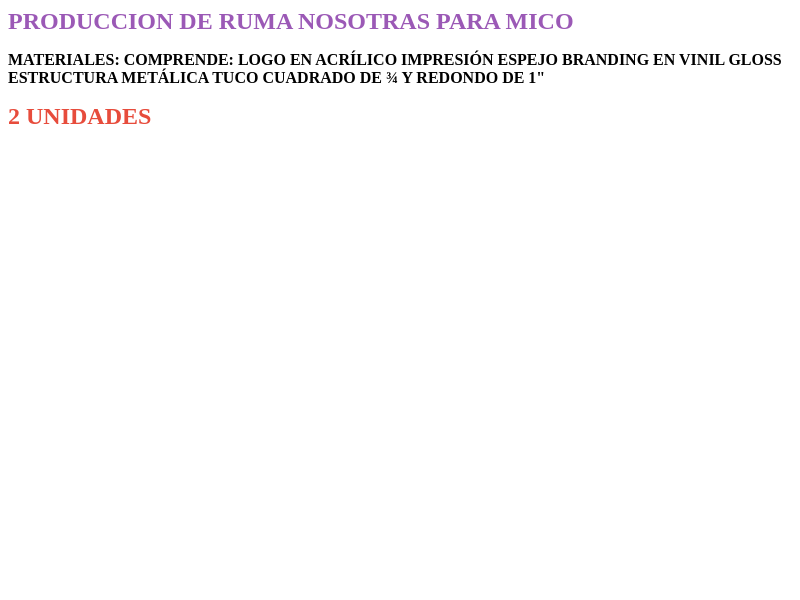 PRODUCCION DE RUMA NOSOTRAS PARA MICO
MATERIALES: COMPRENDE: LOGO EN ACRÍLICO IMPRESIÓN ESPEJO BRANDING EN VINIL GLOSS
ESTRUCTURA METÁLICA TUCO CUADRADO DE ¾ Y REDONDO DE 1"
2 UNIDADES